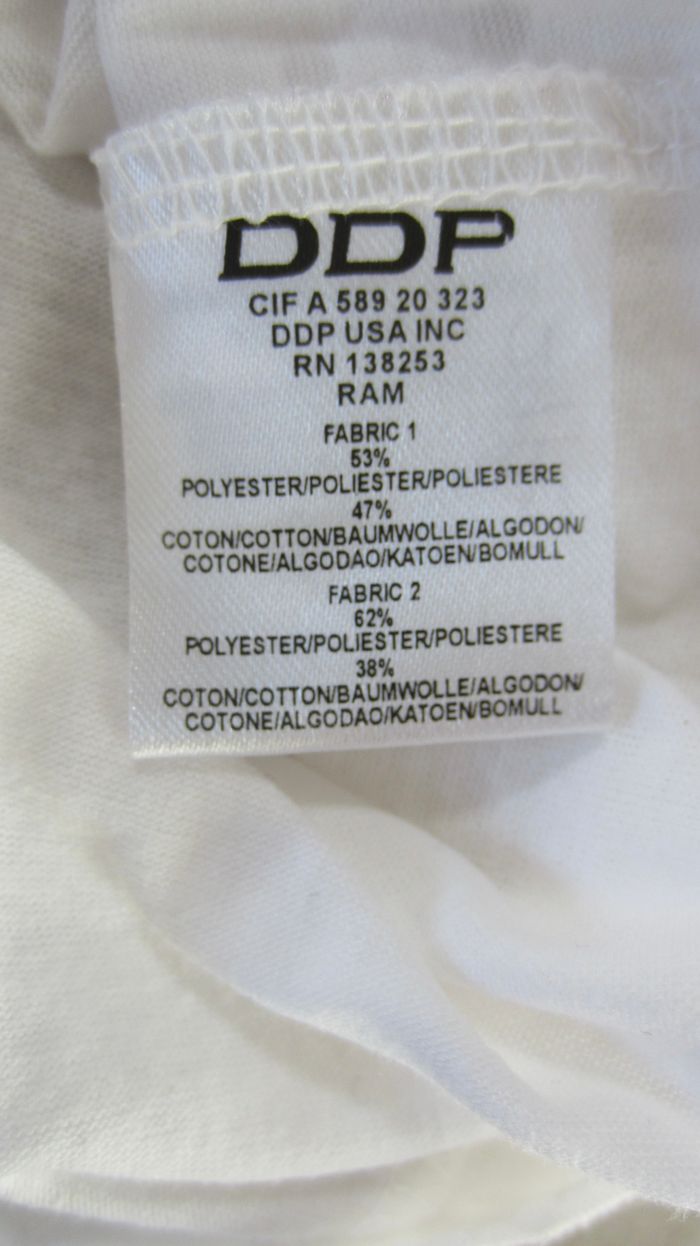 DDP
CIF A 589 20 323
DDP USA INC
RN 138253
RAM
FABRIC 1
53%
POLYESTER/POLIESTER/POLIESTERE
47%
COTON/COTTON/BAUMWOLLE/ALGODON/
COTONE/ALGODAO/KATOEN/BOMULL
FABRIC 2
62%
POLYESTER/POLIESTER/POLIESTERE
38%
COTON/COTTON/BAUMWOLLE/ALGODON/
COTONE/ALGODAO/KATOEN/BOMULL